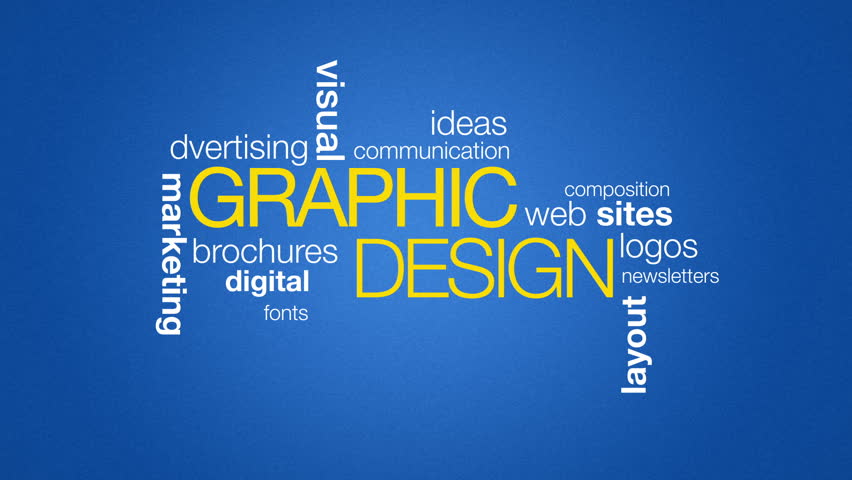 visual
ideas
dvertising
communication
GRAPHIC
composition
marketing
web sites
brochures
DESIGN
logos
digital
newsletters
fonts
layout